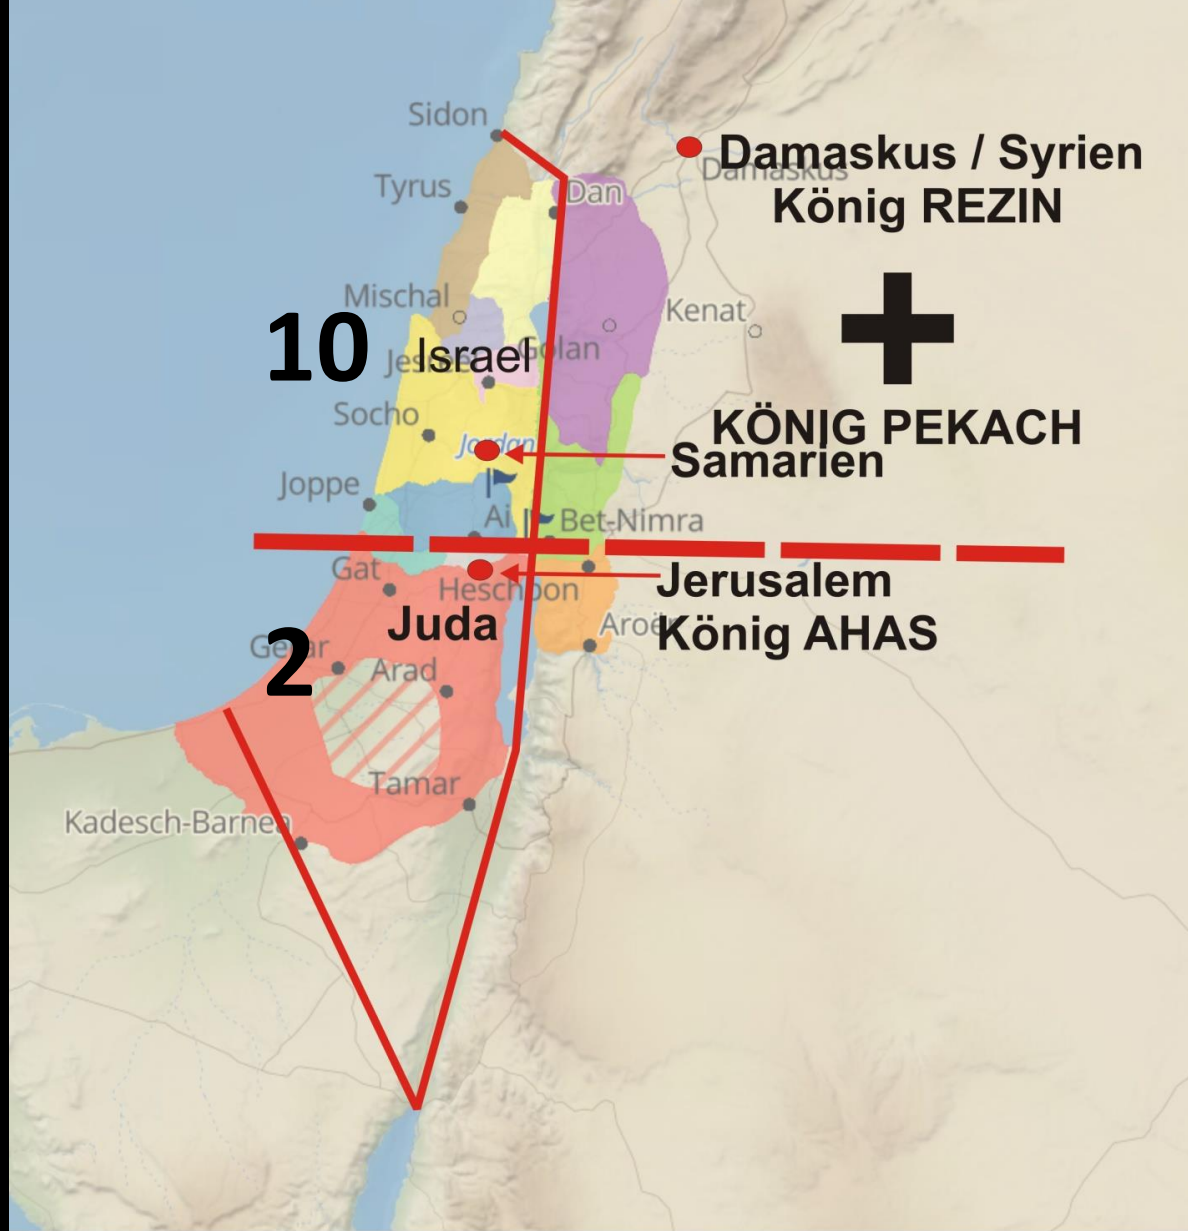 Sidon
Damaskus / Syrien
Damaskus
König REZIN
Tyrus
Dan
Mischal
Kenat
10
Israel
Golan
Socho
KÖNIG PEKACH
Jordan
Samarien
Joppe
Ai
Bet-Nimra
Gat
Heschbon
Jerusalem
Juda
König AHAS
2
Arad
Tamar
Kadesch-Barnea